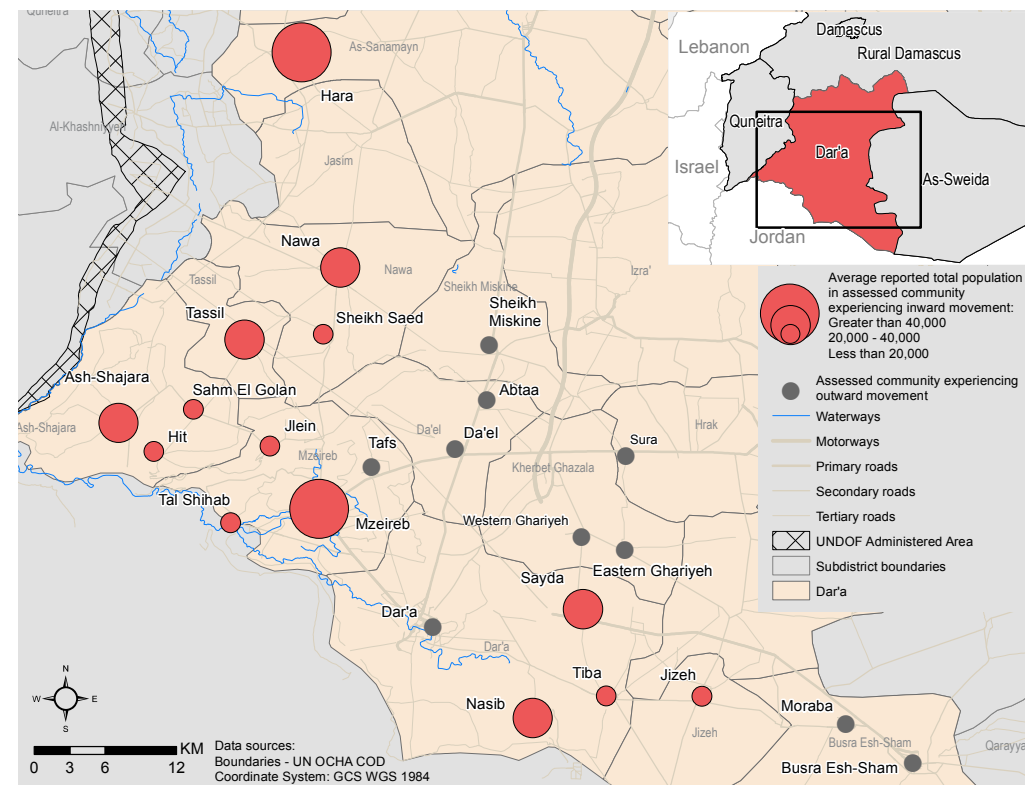 Quneitra
As-Sanamayn
Hara
Al-Khashniyyeh
Jasim
Nawa
Nawa
Tassil
Sheikh Miskine
Izra'
Tassil
Sheikh Saed
Sheikh
Miskine
Ash-Shajara
Sahm El Golan
Abtaa
Ash-Shajara
Hit
Jlein
Mzeireb
Tafs
Da'el
Da'el
Sura
Hrak
Kherbet Ghazala
Tal Shihab
Mzeireb
Western Ghariyeh
Eastern Ghariyeh
Sayda
Dar'a
Dar'a
Tiba
Jizeh
Nasib
Jizeh
Moraba
Busra Esh-Sham
Qarayya
Busra Esh-Sham
Damascus
Lebanon
Rural Damascus
Quneitra
Dar'a
Israel
As-Sweida
Jordan
Average reported total population
in assessed community
experiencing inward movement:
Greater than 40,000
20,000 - 40,000
Less than 20,000
Assessed community experiencing
outward movement
Waterways
Motorways
Primary roads
Secondary roads
Tertiary roads
UNDOF Administered Area
Subdistrict boundaries
Dar'a
N
W
E
S
KM
0 3 6 12
Data sources:
Boundaries - UN OCHA COD
Coordinate System: GCS WGS 1984